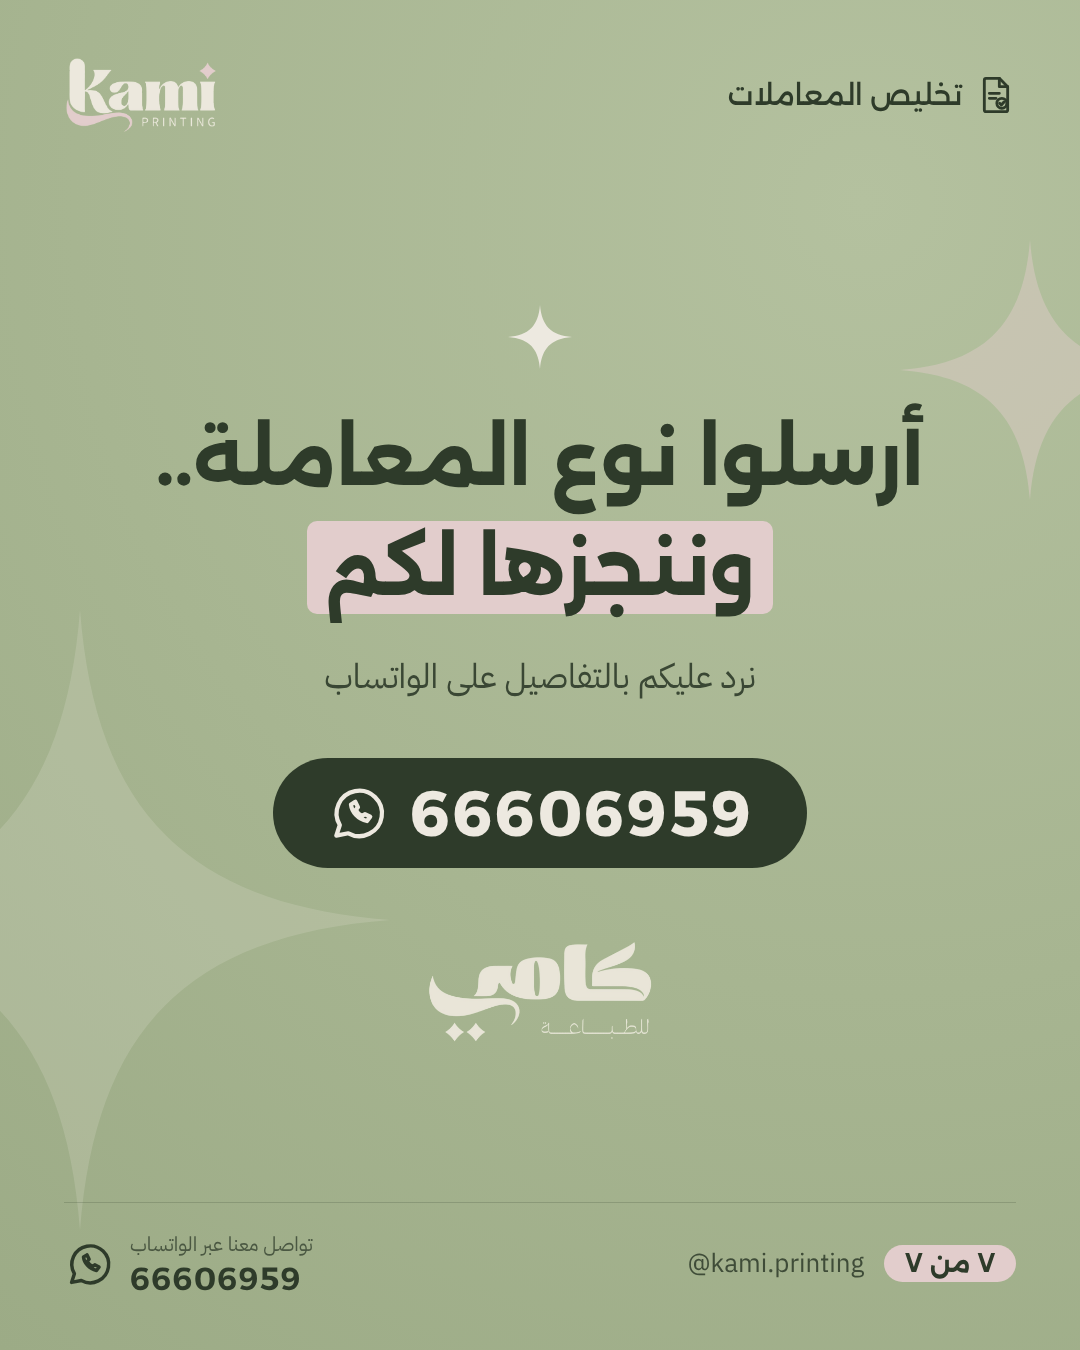 تخليص المعاملات
Kami
PRINTING
أرسلوا نوع المعاملة..
وننجزها لكم
نرد عليكم بالتفاصيل على الواتساب
66606959
كامي
للطباعة
٧ من ٧
@kami.printing
تواصل معنا عبر الواتساب
66606959